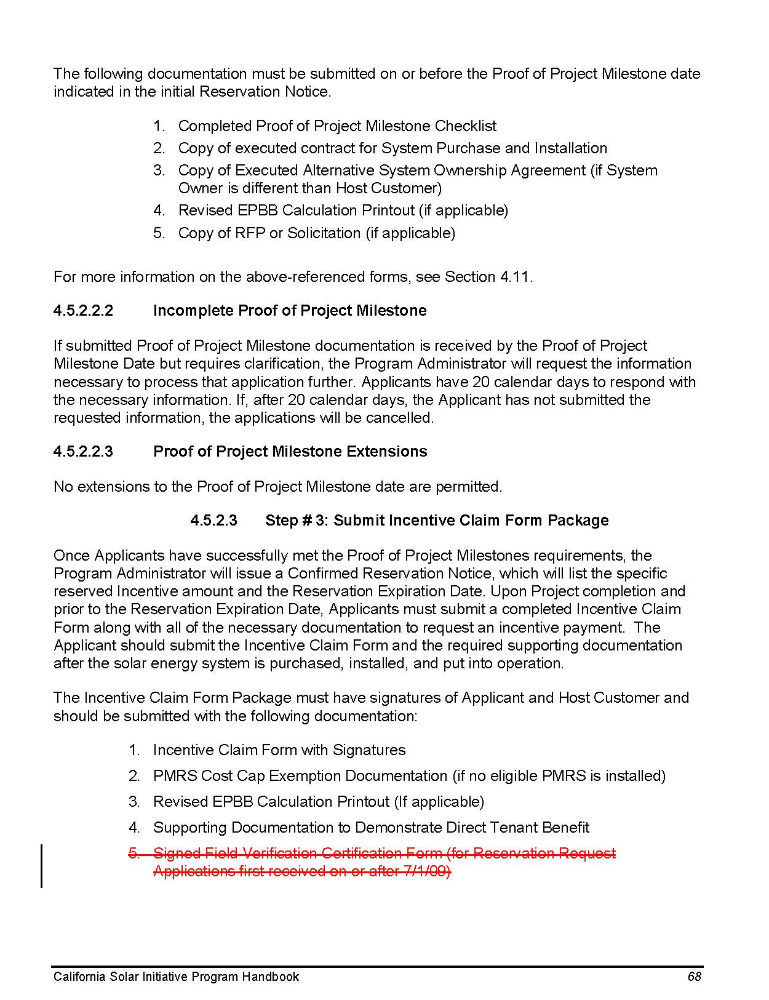 The following documentation must be submitted on or before the Proof of Project Milestone date
indicated in the initial Reservation Notice.
1. Completed Proof of Project Milestone Checklist
2. Copy of executed contract for System Purchase and Installation
3. Copy of Executed Alternative System Ownership Agreement (if System
Owner is different than Host Customer)
4. Revised EPBB Calculation Printout (if applicable)
5. Copy of RFP or Solicitation (if applicable)
For more information on the above-referenced forms, see Section 4.11.
4.5.2.2.2 Incomplete Proof of Project Milestone
If submitted Proof of Project Milestone documentation is received by the Proof of Project
Milestone Date but requires clarification, the Program Administrator will request the information
necessary to process that application further. Applicants have 20 calendar days to respond with
the necessary information. If, after 20 calendar days, the Applicant has not submitted the
requested information, the applications will be cancelled.
4.5.2.2.3 Proof of Project Milestone Extensions
No extensions to the Proof of Project Milestone date are permitted.
4.5.2.3 Step # 3: Submit Incentive Claim Form Package
Once Applicants have successfully met the Proof of Project Milestones requirements, the
Program Administrator will issue a Confirmed Reservation Notice, which will list the specific
reserved Incentive amount and the Reservation Expiration Date. Upon Project completion and
prior to the Reservation Expiration Date, Applicants must submit a completed Incentive Claim
Form along with all of the necessary documentation to request an incentive payment. The
Applicant should submit the Incentive Claim Form and the required supporting documentation
after the solar energy system is purchased, installed, and put into operation.
The Incentive Claim Form Package must have signatures of Applicant and Host Customer and
should be submitted with the following documentation:
1. Incentive Claim Form with Signatures
2. PMRS Cost Cap Exemption Documentation (if no eligible PMRS is installed)
3. Revised EPBB Calculation Printout (If applicable)
4. Supporting Documentation to Demonstrate Direct Tenant Benefit
5. Signed Field Verification Certification Form (for Reservation Request
Applications first received on or after 7/1/09)
California Solar Initiative Program Handbook 68